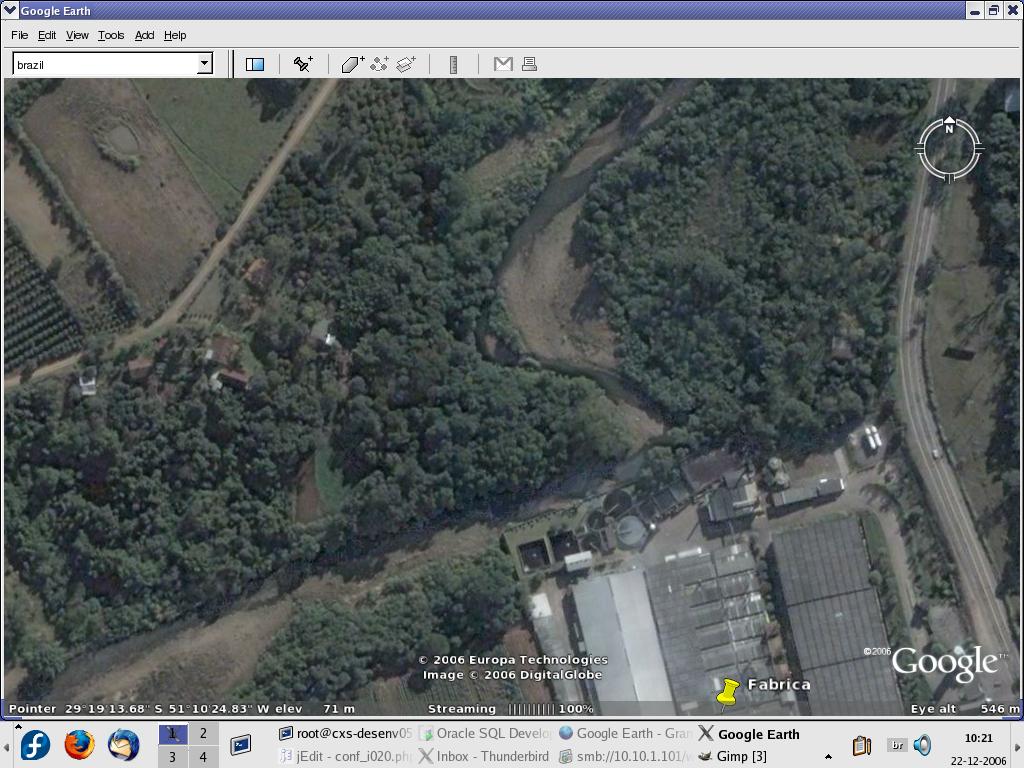 Google Earth
File Edit View Tools Add Help
brazil
N
© 2006 Europa Technologies
Image © 2006 DigitalGlobe
©2006 Google™
Fabrica
Pointer 29°19'13.68" S 51°10'24.83" W elev 71 m Streaming |||||||||| 100% Eye alt 546 m
1 2
3 4
root@cxs-desenv05
Oracle SQL Develo
Google Earth - Gran
Google Earth
jEdit - conf_i020.ph
Inbox - Thunderbird
smb://10.10.1.101/
Gimp [3]
Br
10:21
22-12-2006